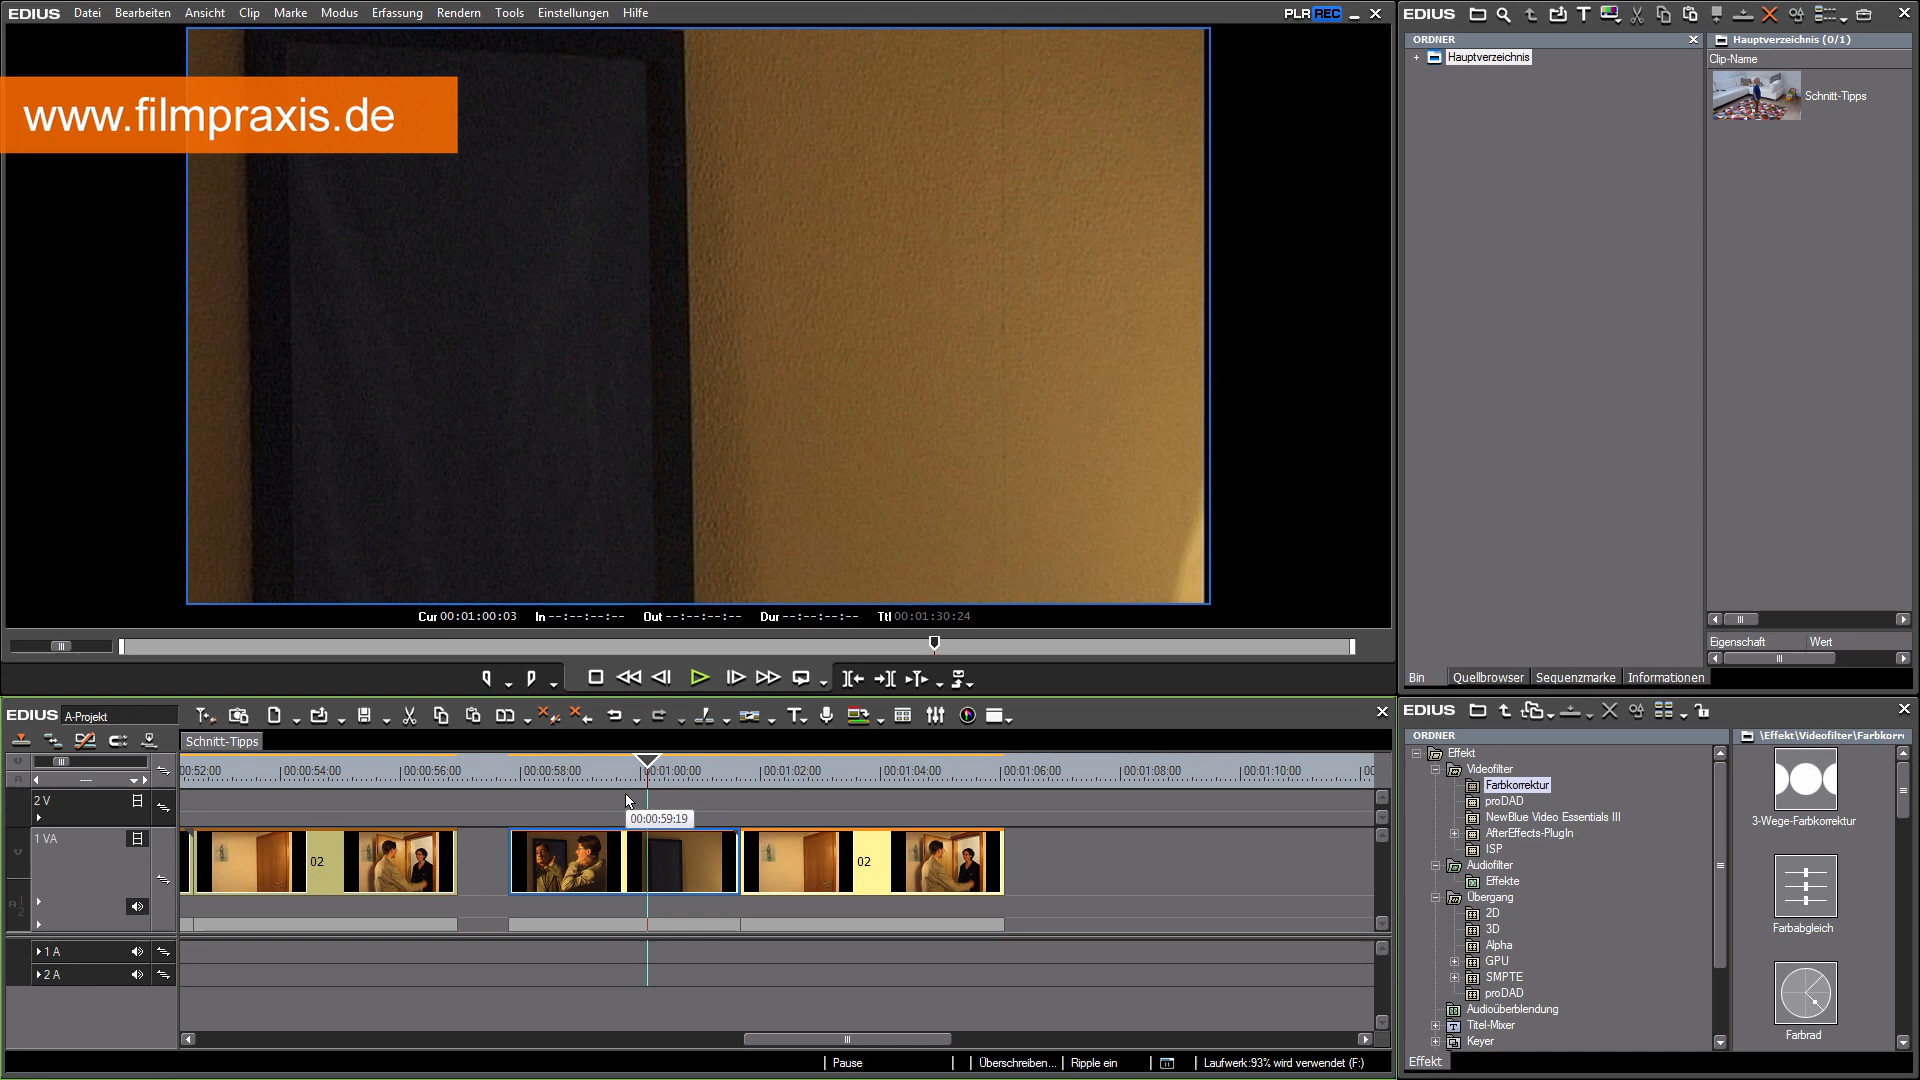 EDIUS Datei Bearbeiten Ansicht Clip Marke Modus Erfassung Rendern Tools Einstellungen Hilfe PLR REC
www.filmpraxis.de
Cur 00:01:00:03 In --:--:--:-- Out --:--:--:-- Dur --:--:--:-- Ttl 00:01:30:24
EDIUS
ORDNER
Hauptverzeichnis
Hauptverzeichnis (0/1)
Clip-Name
Schnitt-Tipps
Eigenschaft Wert
Bin Quellbrowser Sequenzmarke Informationen
EDIUS A-Projekt
Schnitt-Tipps
00:52:00 00:00:54:00 00:00:56:00 00:00:58:00 00:01:00:00 00:01:02:00 00:01:04:00 00:01:06:00 00:01:08:00 00:01:10:00
2 V
00:00:59:19
1 VA
02
02
1 A
2 A
Pause Überschreiben... Ripple ein Laufwerk:93% wird verwendet (F:)
EDIUS
ORDNER
Effekt
Videofilter
Farbkorrektur
proDAD
NewBlue Video Essentials III
AfterEffects-PlugIn
ISP
Audiofilter
Effekte
Übergang
2D
3D
Alpha
GPU
SMPTE
proDAD
Audioüberblendung
Titel-Mixer
Keyer
Effekt
\Effekt\Videofilter\Farbkorr
3-Wege-Farbkorrektur
Farbabgleich
Farbrad